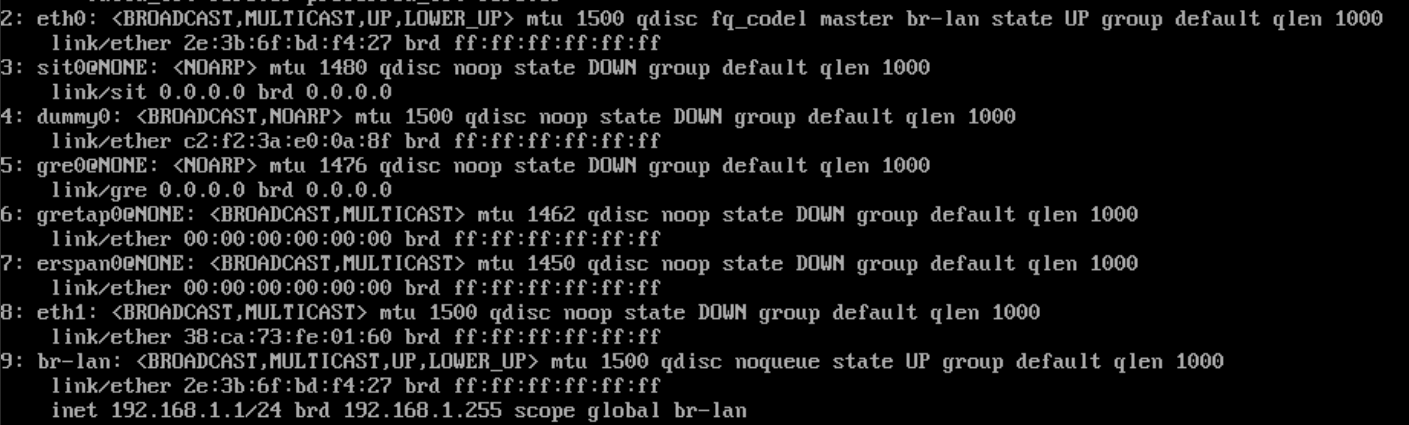 2: eth0: <BROADCAST,MULTICAST,UP,LOWER_UP> mtu 1500 qdisc fq_codel master br-lan state UP group default qlen 1000
    link/ether 2e:3b:6f:bd:f4:27 brd ff:ff:ff:ff:ff:ff
3: sit0@NONE: <NOARP> mtu 1480 qdisc noop state DOWN group default qlen 1000
    link/sit 0.0.0.0 brd 0.0.0.0
4: dummy0: <BROADCAST,NOARP> mtu 1500 qdisc noop state DOWN group default qlen 1000
    link/ether c2:f2:3a:e0:0a:8f brd ff:ff:ff:ff:ff:ff
5: gre0@NONE: <NOARP> mtu 1476 qdisc noop state DOWN group default qlen 1000
    link/gre 0.0.0.0 brd 0.0.0.0
6: gretap0@NONE: <BROADCAST,MULTICAST> mtu 1462 qdisc noop state DOWN group default qlen 1000
    link/ether 00:00:00:00:00:00 brd ff:ff:ff:ff:ff:ff
7: erspan0@NONE: <BROADCAST,MULTICAST> mtu 1450 qdisc noop state DOWN group default qlen 1000
    link/ether 00:00:00:00:00:00 brd ff:ff:ff:ff:ff:ff
8: eth1: <BROADCAST,MULTICAST> mtu 1500 qdisc noop state DOWN group default qlen 1000
    link/ether 38:ca:73:fe:01:60 brd ff:ff:ff:ff:ff:ff
9: br-lan: <BROADCAST,MULTICAST,UP,LOWER_UP> mtu 1500 qdisc noqueue state UP group default qlen 1000
    link/ether 2e:3b:6f:bd:f4:27 brd ff:ff:ff:ff:ff:ff
    inet 192.168.1.1/24 brd 192.168.1.255 scope global br-lan